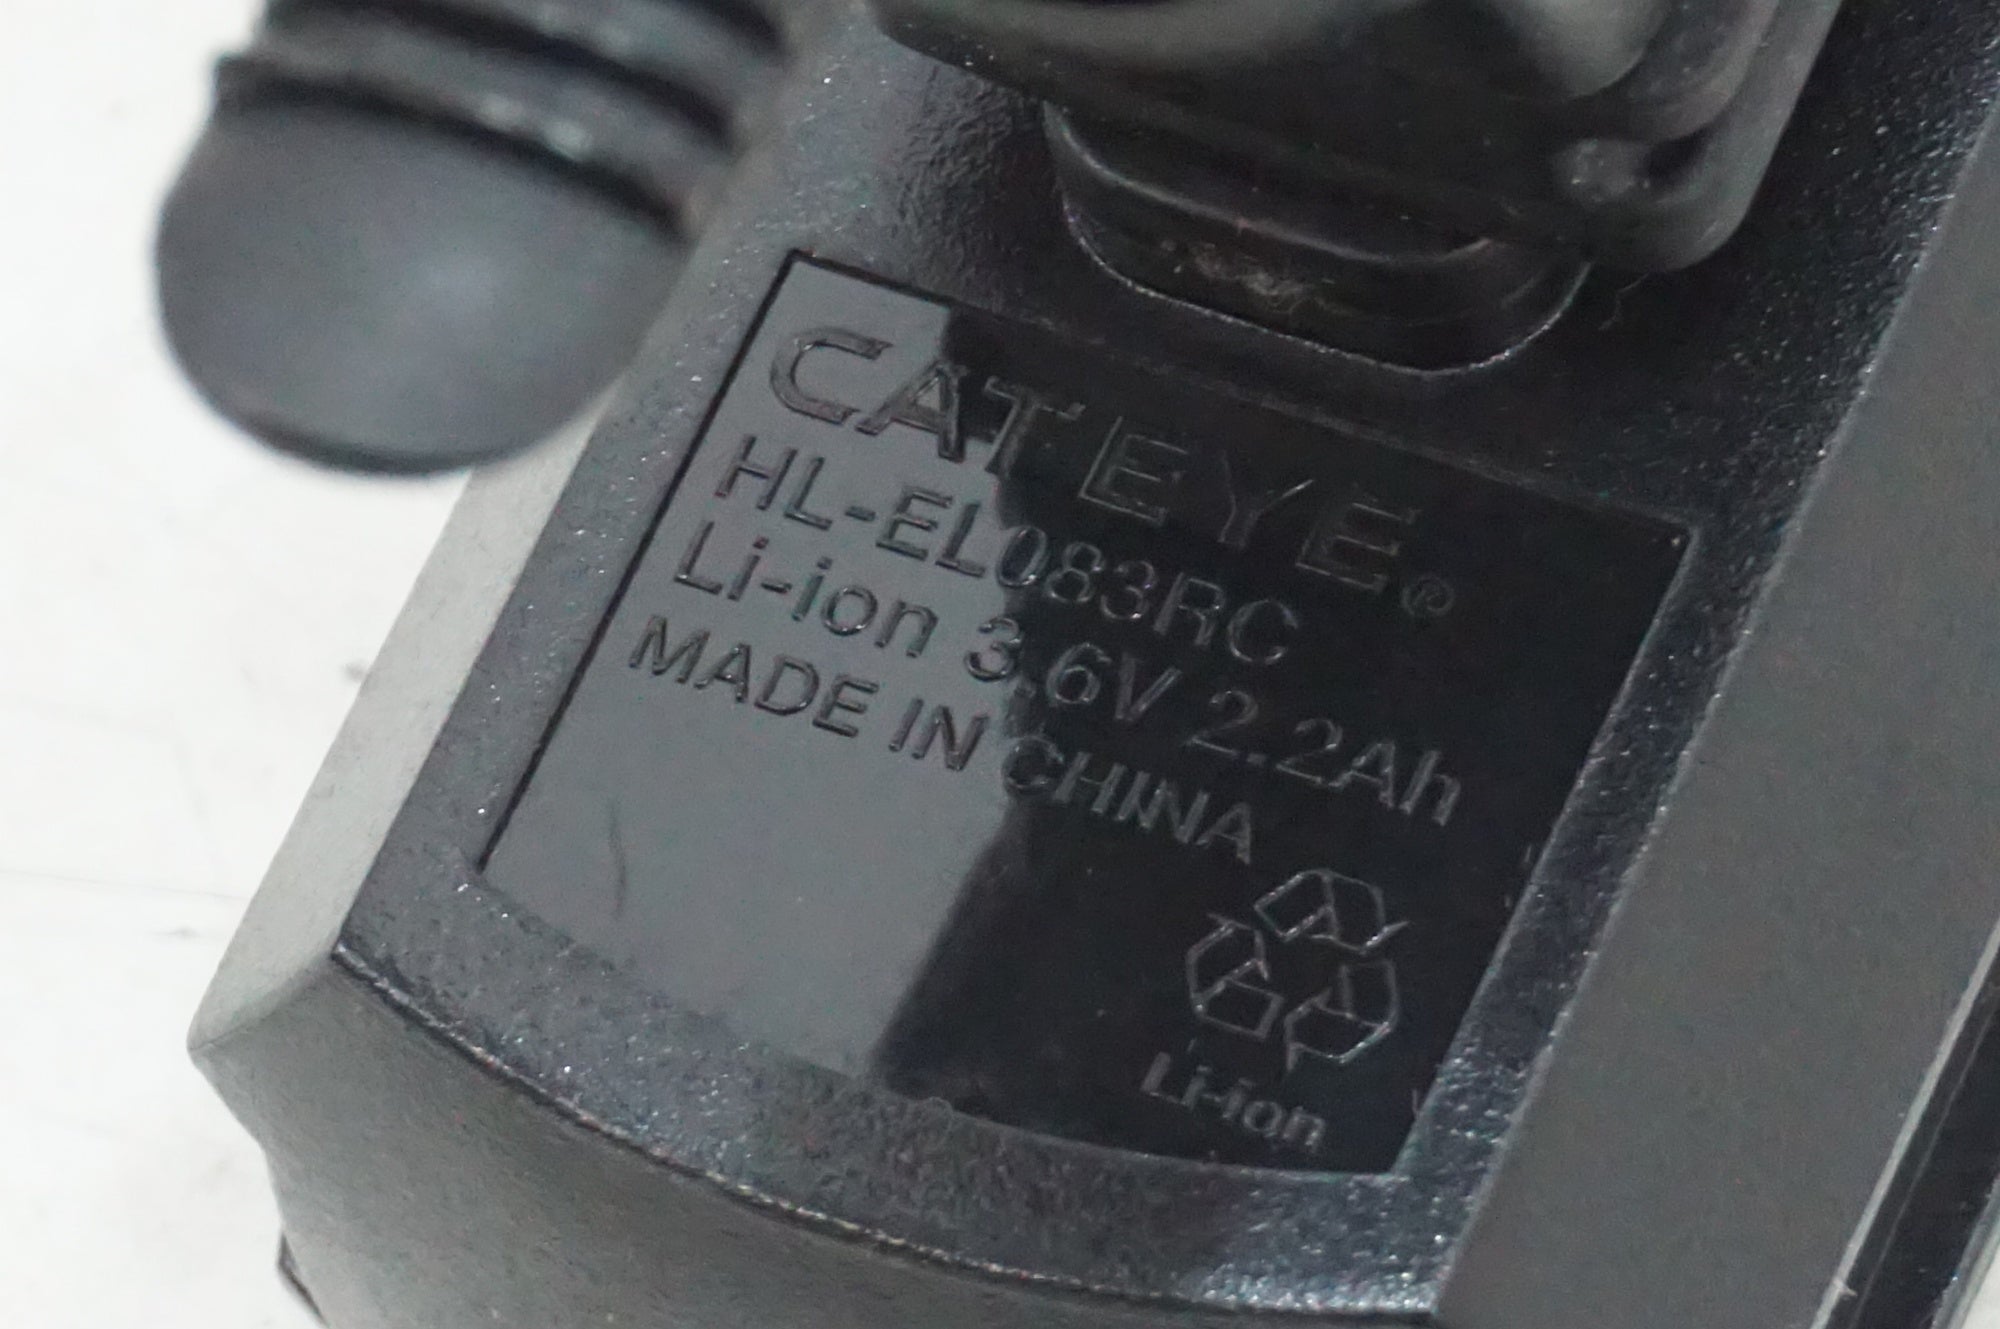 CATEYE®
HL-EL083RC
Li-ion 3.6V 2.2Ah
MADE IN CHINA
Li-ion